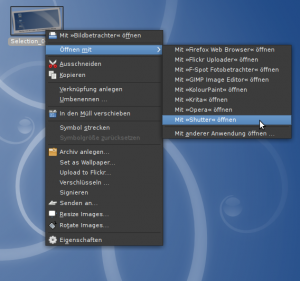 Selection_
Mit »Bildbetrachter« öffnen
Öffnen mit
Ausschneiden
Kopieren
Verknüpfung anlegen
Umbenennen ...
In den Müll verschieben
Symbol strecken
Symbolgröße zurücksetzen
Archiv anlegen...
Set as Wallpaper...
Upload to Flickr...
Verschlüsseln ...
Signieren
Senden an...
Resize Images...
Rotate Images...
Eigenschaften
Mit »Firefox Web Browser« öffnen
Mit »Flickr Uploader« öffnen
Mit »F-Spot Fotobetrachter« öffnen
Mit »GIMP Image Editor« öffnen
Mit »KolourPaint« öffnen
Mit »Krita« öffnen
Mit »Opera« öffnen
Mit »Shutter« öffnen
Mit anderer Anwendung öffnen ...